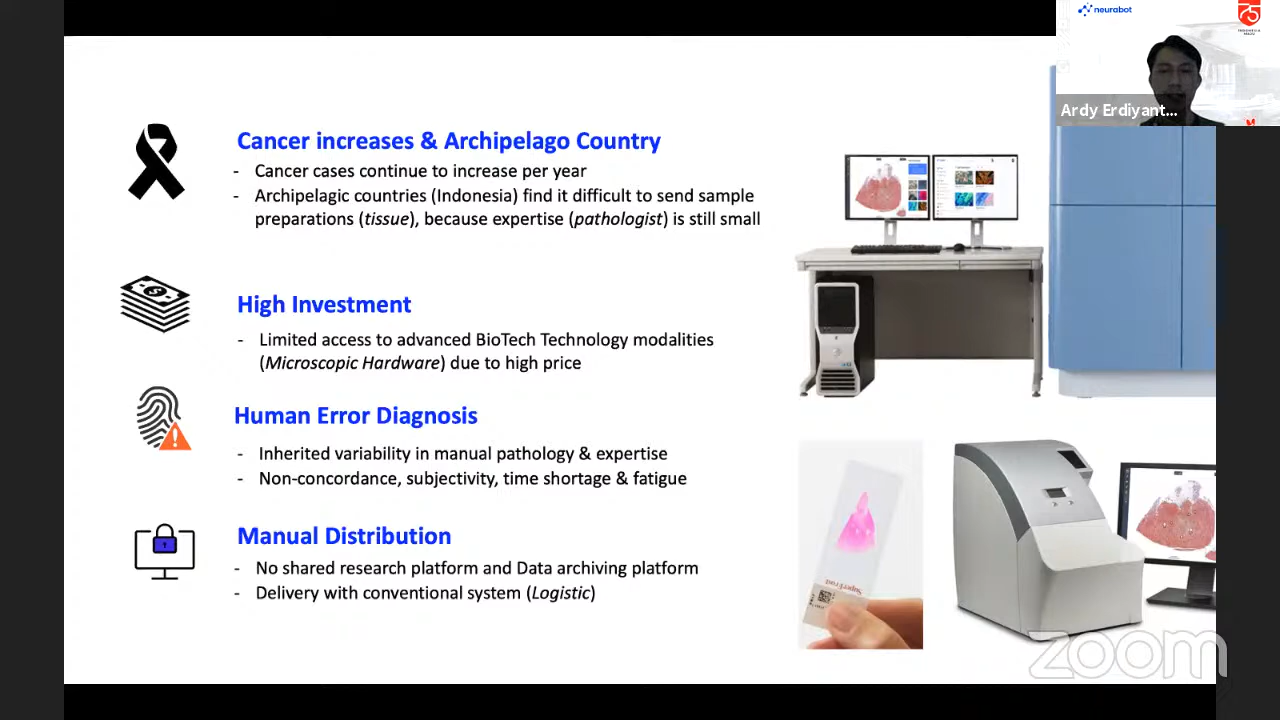 neurabot
75
Ardy Erdiyant...
Cancer increases & Archipelago Country
- Cancer cases continue to increase per year
- Archipelagic countries (Indonesia) find it difficult to send sample
preparations (tissue), because expertise (pathologist) is still small
High Investment
- Limited access to advanced BioTech Technology modalities
(Microscopic Hardware) due to high price
Human Error Diagnosis
- Inherited variability in manual pathology & expertise
- Non-concordance, subjectivity, time shortage & fatigue
Manual Distribution
- No shared research platform and Data archiving platform
- Delivery with conventional system (Logistic)
Superfrost
zoom